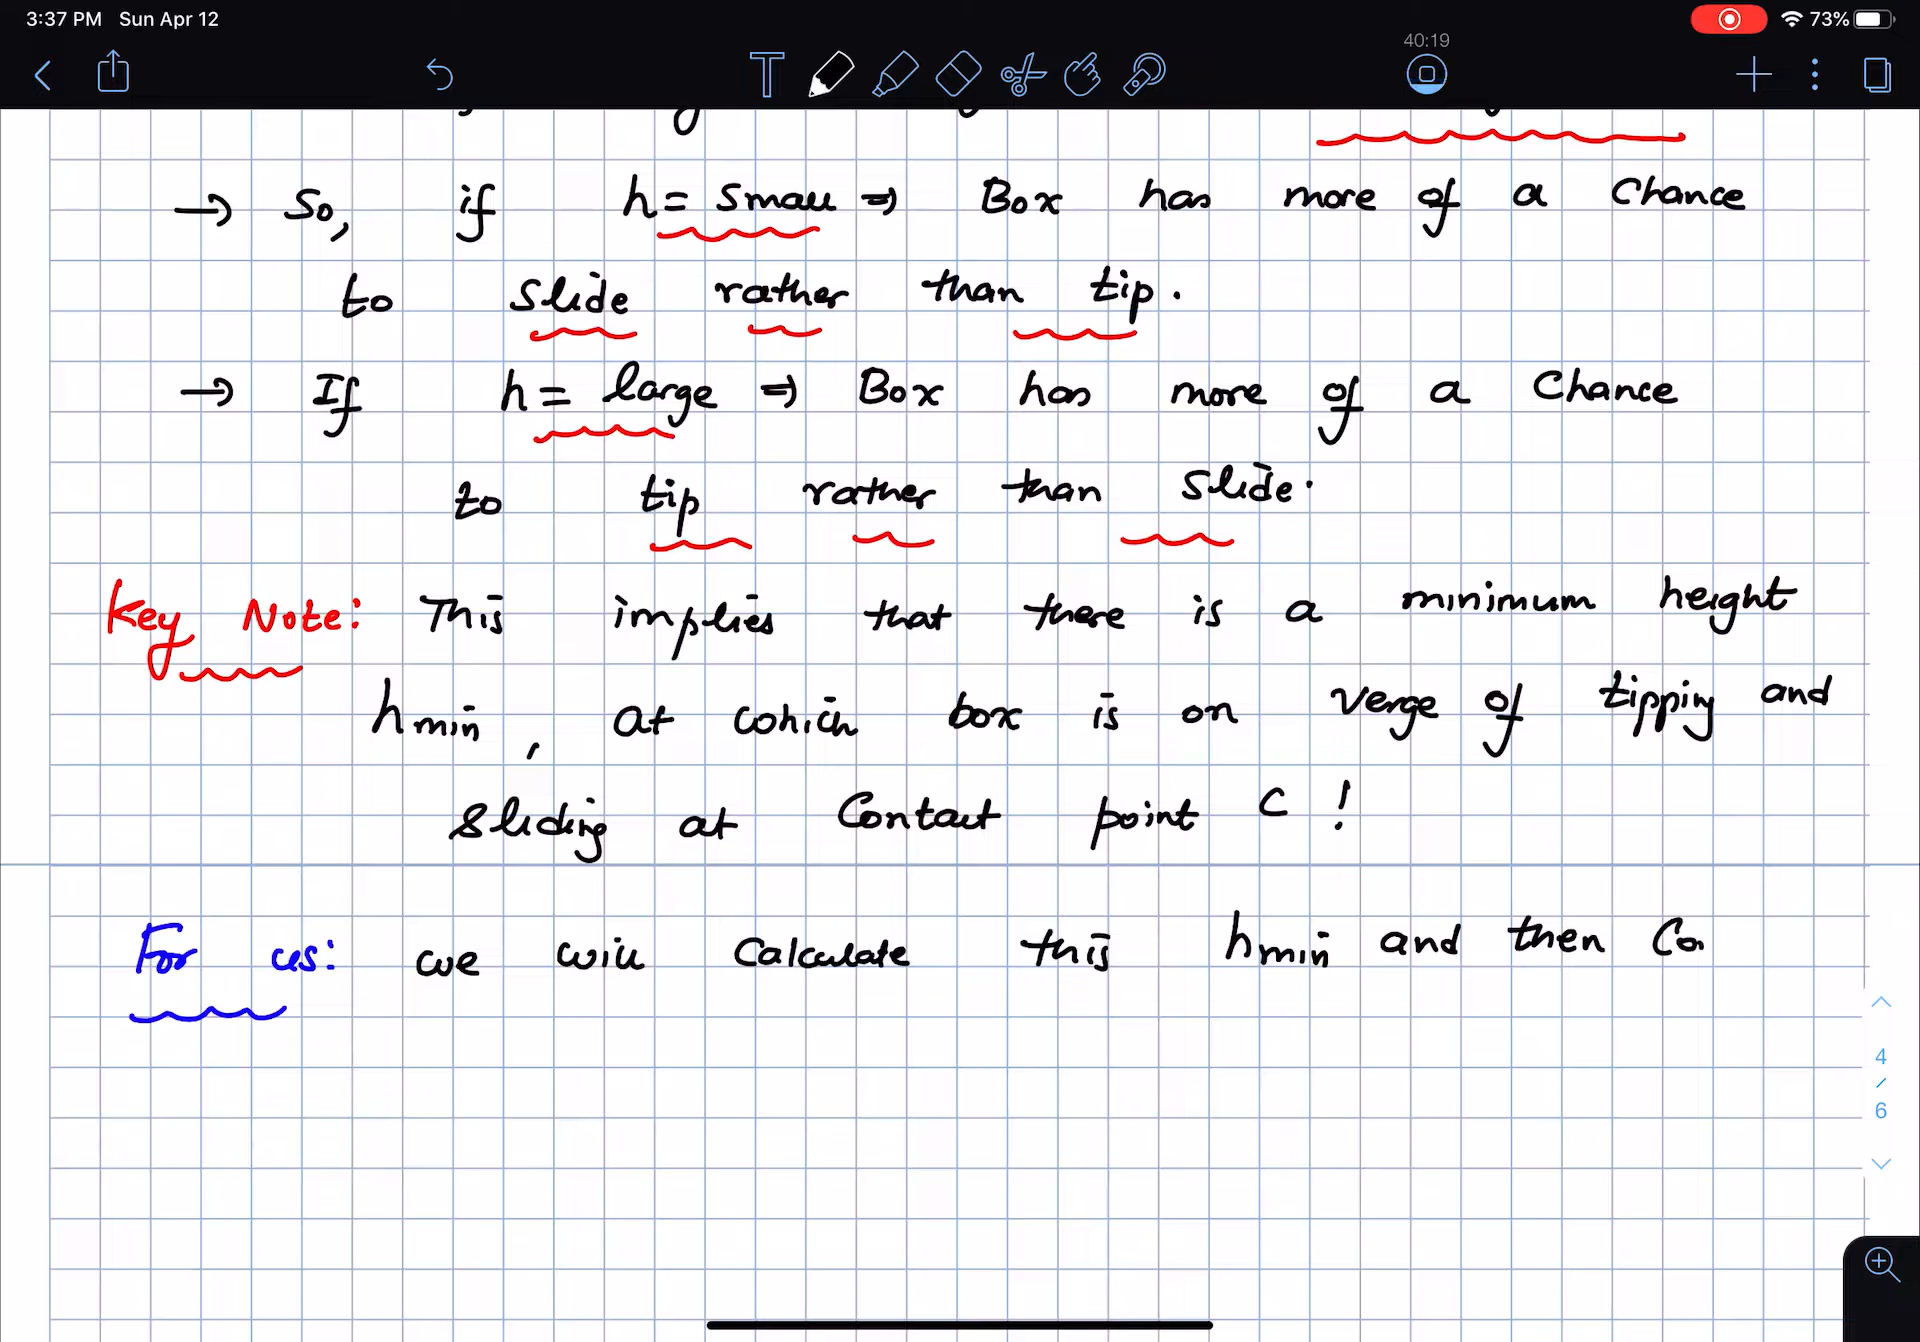 3:37 PM Sun Apr 12
73%
40:19
→ So, if h = small ⇒ Box has more of a Chance
to slide rather than tip.
→ If h = large ⇒ Box has more of a Chance
to tip rather than slide.
Key Note: This implies that there is a minimum height
hmin, at which box is on verge of tipping and
sliding at Contact point C !
For us: we will Calculate this hmin and then Co
4
/
6